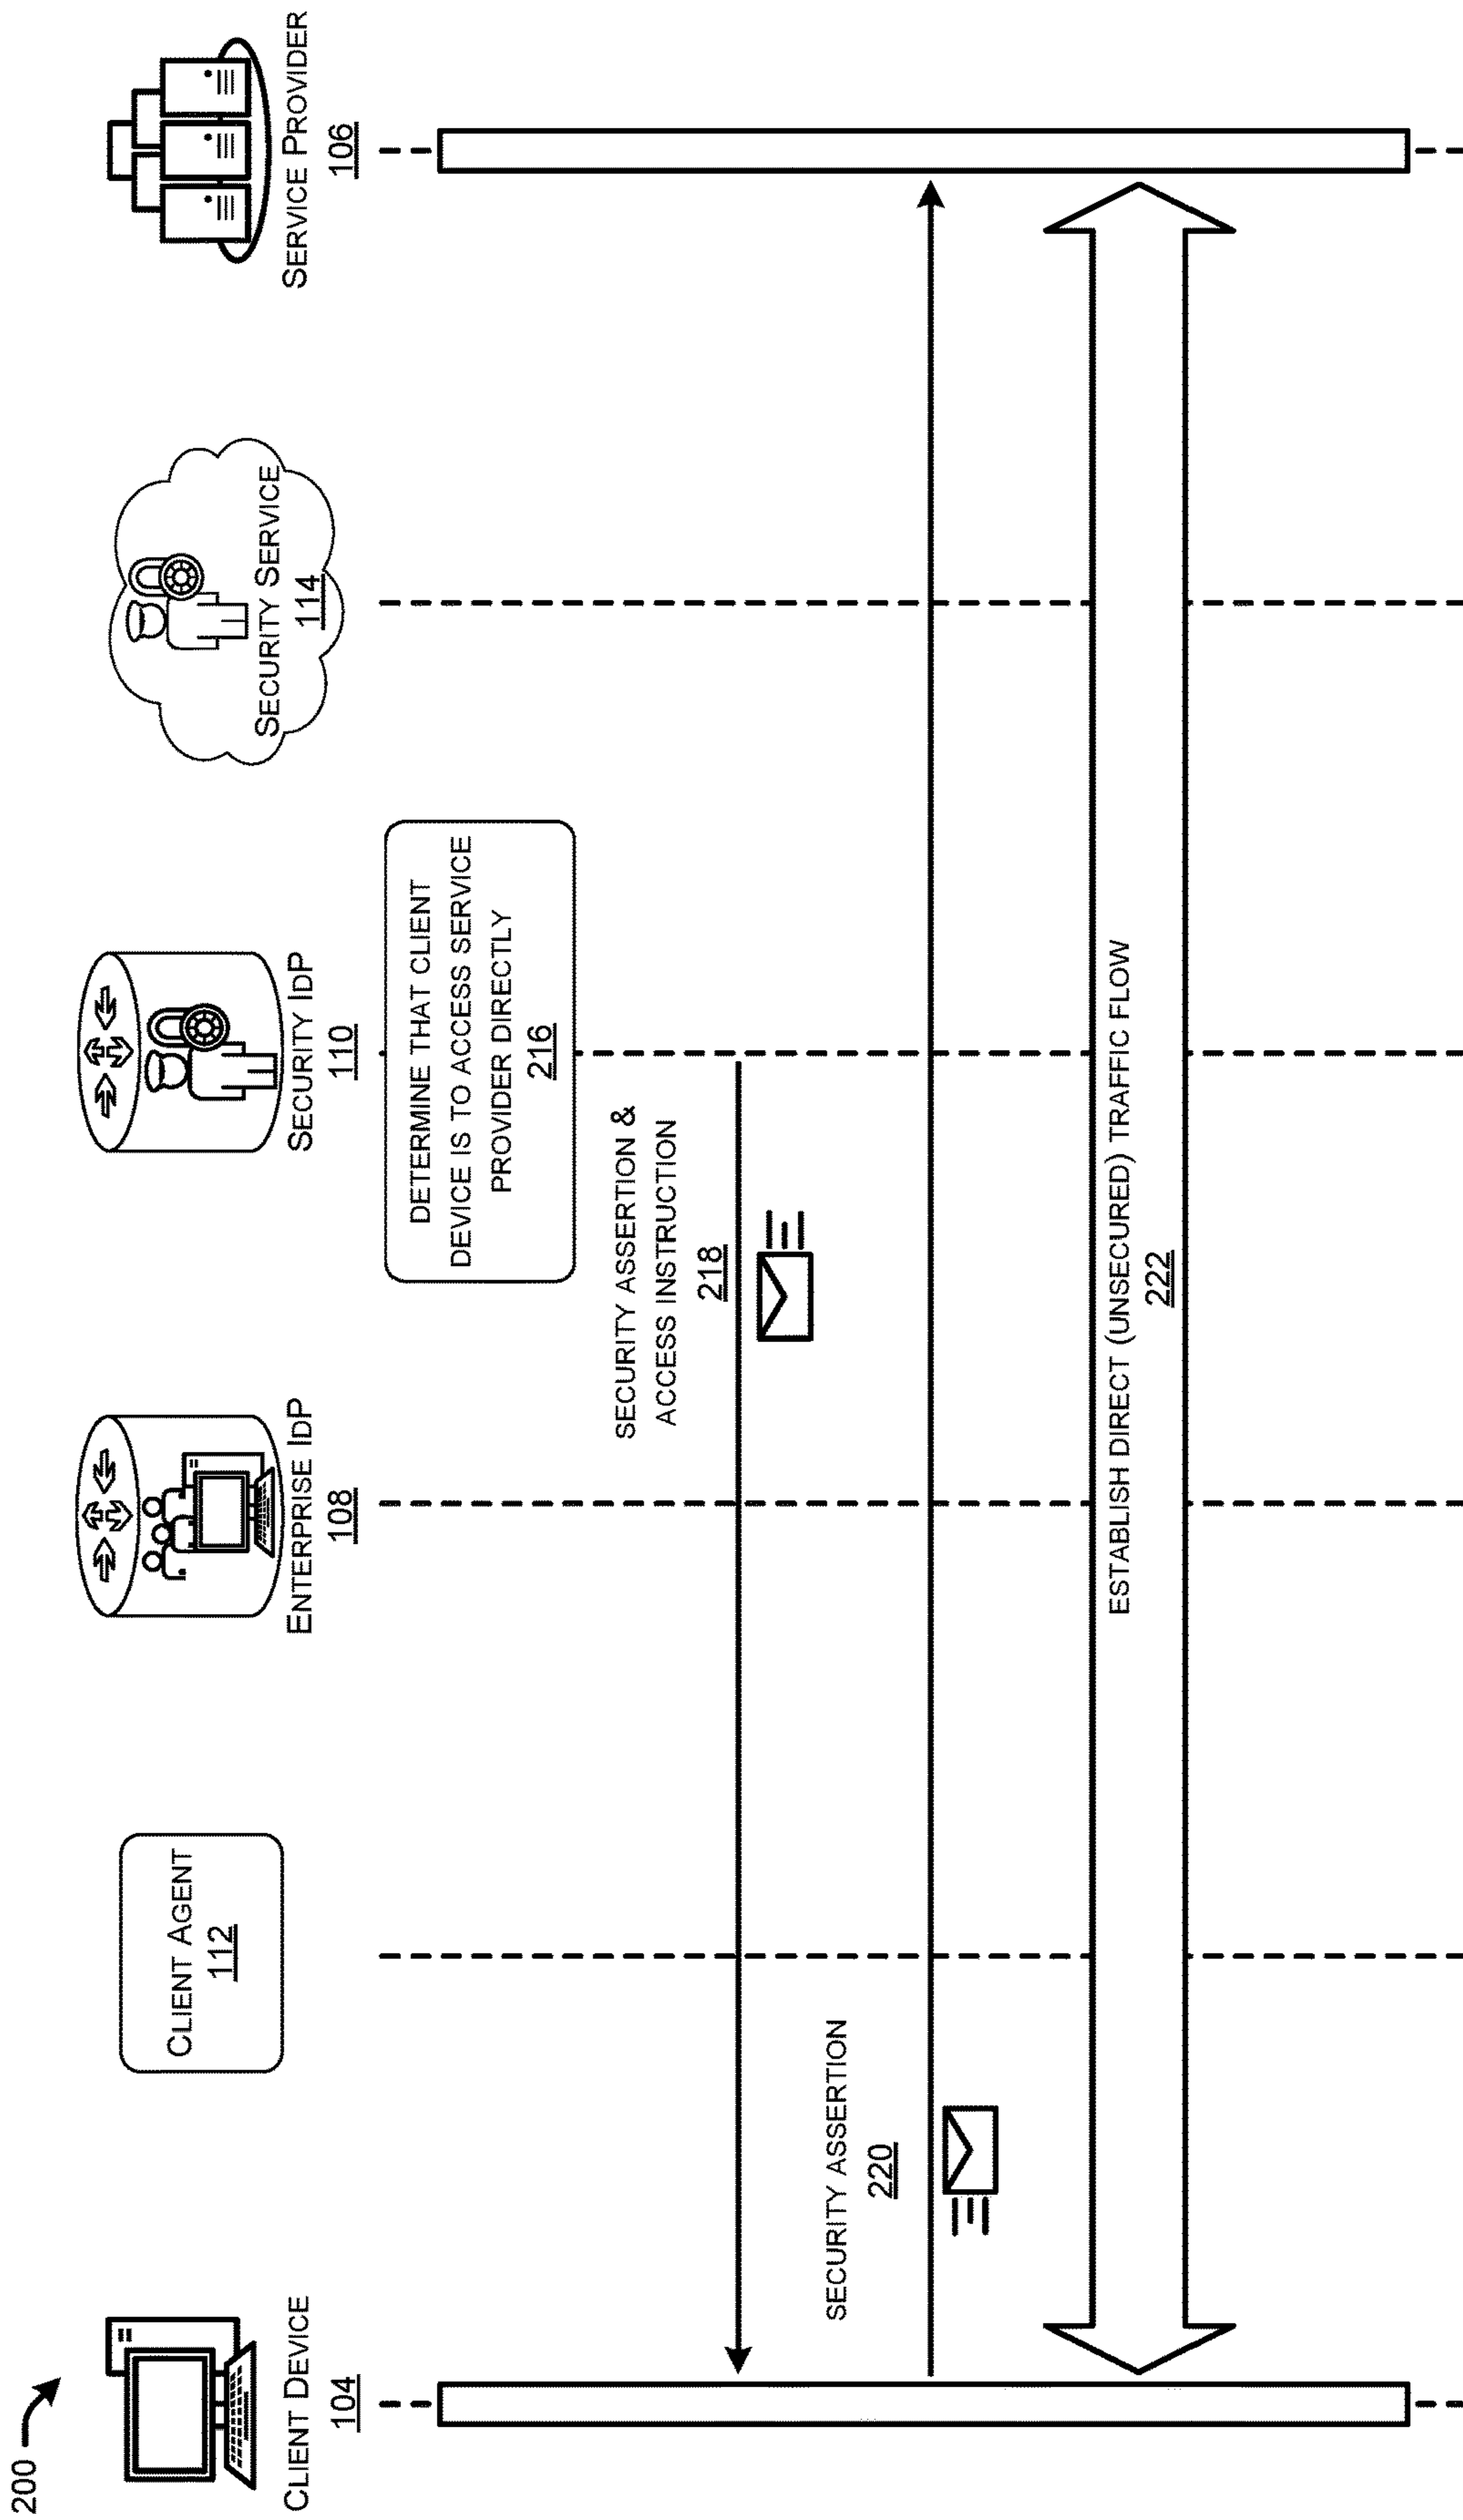 200
CLIENT DEVICE
104
CLIENT AGENT
112
ENTERPRISE IDP
108
SECURITY IDP
110
SECURITY SERVICE
114
SERVICE PROVIDER
106
DETERMINE THAT CLIENT
DEVICE IS TO ACCESS SERVICE
PROVIDER DIRECTLY
216
SECURITY ASSERTION &
ACCESS INSTRUCTION
218
SECURITY ASSERTION
220
ESTABLISH DIRECT (UNSECURED) TRAFFIC FLOW
222